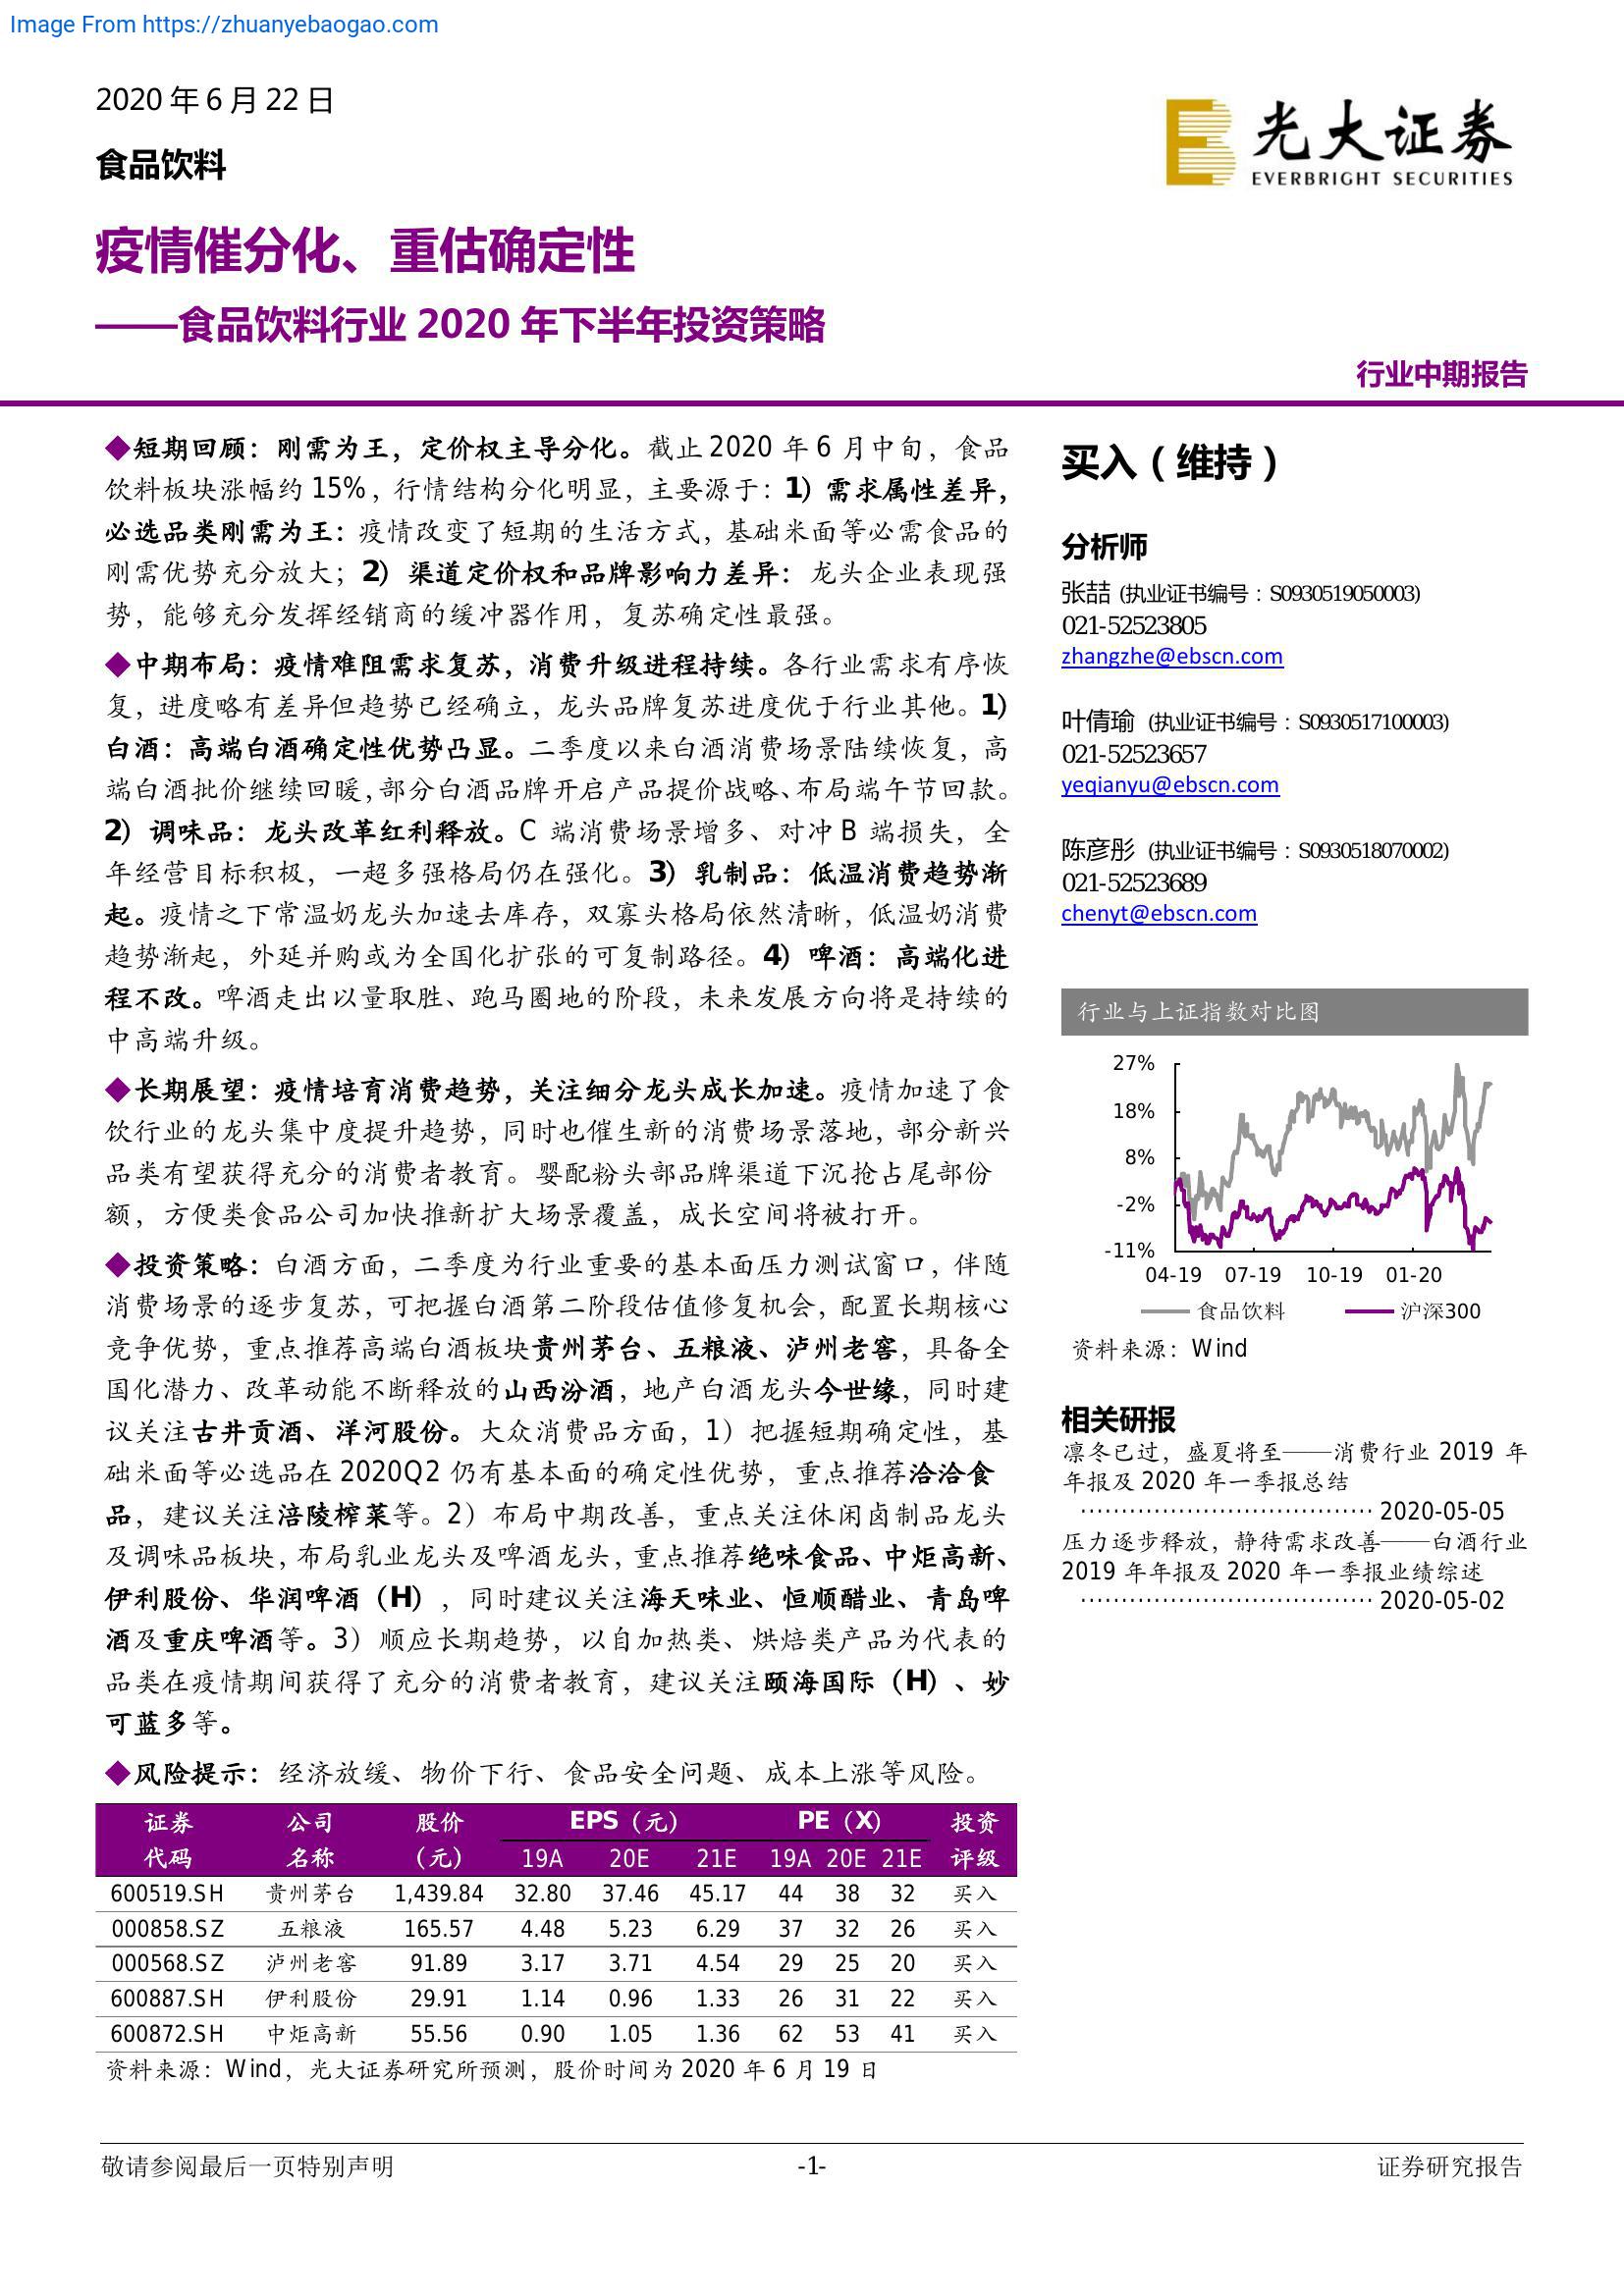 Image From https://zhuanyebaogao.com
2020 年 6 月 22 日
食品饮料
光大证券
EVERBRIGHT SECURITIES
疫情催分化、重估确定性
——食品饮料行业 2020 年下半年投资策略
行业中期报告
◆短期回顾：刚需为王，定价权主导分化。截止 2020 年 6 月中旬，食品
饮料板块涨幅约 15%，行情结构分化明显，主要源于：1）需求属性差异，
必选品类刚需为王：疫情改变了短期的生活方式，基础米面等必需食品的
刚需优势充分放大；2）渠道定价权和品牌影响力差异：龙头企业表现强
势，能够充分发挥经销商的缓冲器作用，复苏确定性最强。
◆中期布局：疫情难阻需求复苏，消费升级进程持续。各行业需求有序恢
复，进度略有差异但趋势已经确立，龙头品牌复苏进度优于行业其他。1）
白酒：高端白酒确定性优势凸显。二季度以来白酒消费场景陆续恢复，高
端白酒批价继续回暖，部分白酒品牌开启产品提价战略、布局端午节回款。
2）调味品：龙头改革红利释放。C 端消费场景增多、对冲 B 端损失，全
年经营目标积极，一超多强格局仍在强化。3）乳制品：低温消费趋势渐
起。疫情之下常温奶龙头加速去库存，双寡头格局依然清晰，低温奶消费
趋势渐起，外延并购或为全国化扩张的可复制路径。4）啤酒：高端化进
程不改。啤酒走出以量取胜、跑马圈地的阶段，未来发展方向将是持续的
中高端升级。
◆长期展望：疫情培育消费趋势，关注细分龙头成长加速。疫情加速了食
饮行业的龙头集中度提升趋势，同时也催生新的消费场景落地，部分新兴
品类有望获得充分的消费者教育。婴配粉头部品牌渠道下沉抢占尾部份
额，方便类食品公司加快推新扩大场景覆盖，成长空间将被打开。
◆投资策略：白酒方面，二季度为行业重要的基本面压力测试窗口，伴随
消费场景的逐步复苏，可把握白酒第二阶段估值修复机会，配置长期核心
竞争优势，重点推荐高端白酒板块贵州茅台、五粮液、泸州老窖，具备全
国化潜力、改革动能不断释放的山西汾酒，地产白酒龙头今世缘，同时建
议关注古井贡酒、洋河股份。大众消费品方面，1）把握短期确定性，基
础米面等必选品在 2020Q2 仍有基本面的确定性优势，重点推荐洽洽食
品，建议关注涪陵榨菜等。2）布局中期改善，重点关注休闲卤制品龙头
及调味品板块，布局乳业龙头及啤酒龙头，重点推荐绝味食品、中炬高新、
伊利股份、华润啤酒（H），同时建议关注海天味业、恒顺醋业、青岛啤
酒及重庆啤酒等。3）顺应长期趋势，以自加热类、烘焙类产品为代表的
品类在疫情期间获得了充分的消费者教育，建议关注颐海国际（H）、妙
可蓝多等。
◆风险提示：经济放缓、物价下行、食品安全问题、成本上涨等风险。
证券 公司 股价 EPS（元） PE（X） 投资
代码 名称 （元） 19A 20E 21E 19A 20E 21E 评级
600519.SH 贵州茅台 1,439.84 32.80 37.46 45.17 44 38 32 买入
000858.SZ 五粮液 165.57 4.48 5.23 6.29 37 32 26 买入
000568.SZ 泸州老窖 91.89 3.17 3.71 4.54 29 25 20 买入
600887.SH 伊利股份 29.91 1.14 0.96 1.33 26 31 22 买入
600872.SH 中炬高新 55.56 0.90 1.05 1.36 62 53 41 买入
资料来源：Wind，光大证券研究所预测，股价时间为 2020 年 6 月 19 日
买入（维持）
分析师
张喆 (执业证书编号：S0930519050003)
021-52523805
zhangzhe@ebscn.com
叶倩瑜 (执业证书编号：S0930517100003)
021-52523657
yeqianyu@ebscn.com
陈彦彤 (执业证书编号：S0930518070002)
021-52523689
chenyt@ebscn.com
行业与上证指数对比图
27%
18%
8%
-2%
-11%
04-19 07-19 10-19 01-20
食品饮料 沪深300
资料来源：Wind
相关研报
凛冬已过，盛夏将至——消费行业 2019 年
年报及 2020 年一季报总结
···································· 2020-05-05
压力逐步释放，静待需求改善——白酒行业
2019 年年报及 2020 年一季报业绩综述
···································· 2020-05-02
敬请参阅最后一页特别声明 -1- 证券研究报告